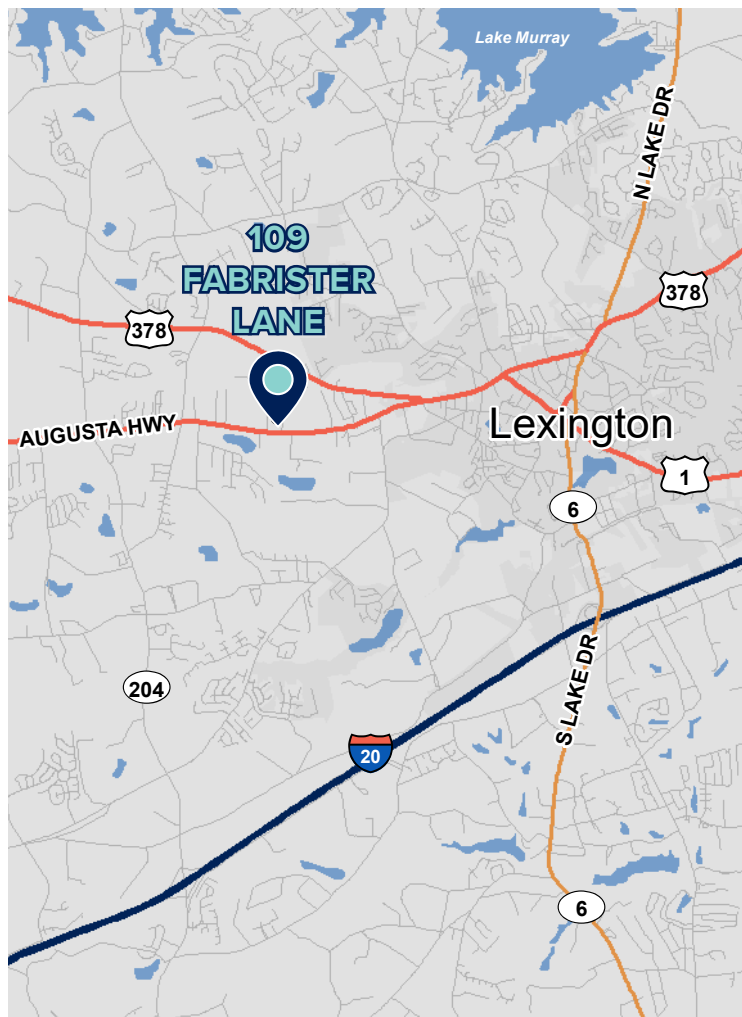 Lake Murray
N LAKE DR
109
FABRISTER
LANE
378
378
AUGUSTA HWY
Lexington
1
6
204
S LAKE DR
20
6